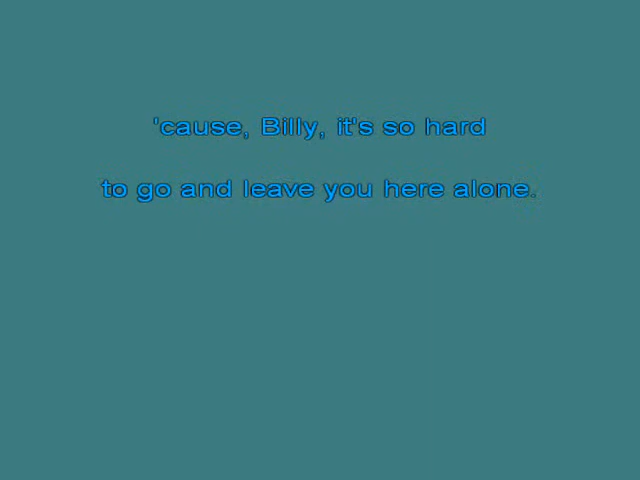 'cause, Billy, it's so hard
to go and leave you here alone.